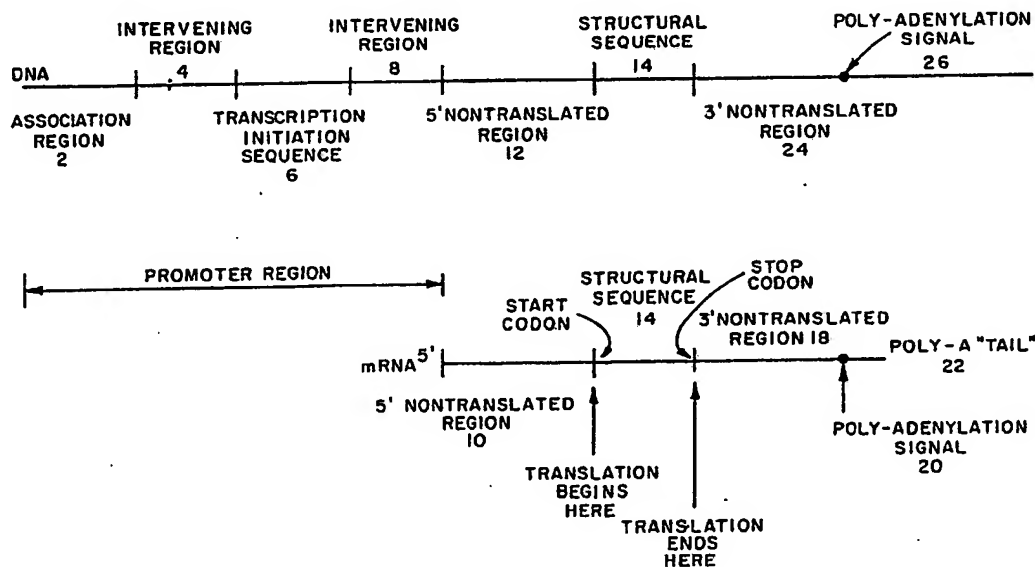 INTERVENING
REGION
4
INTERVENING
REGION
8
STRUCTURAL
SEQUENCE
14
POLY-ADENYLATION
SIGNAL
26
DNA
ASSOCIATION
REGION
2
TRANSCRIPTION
INITIATION
SEQUENCE
6
5' NONTRANSLATED
REGION
12
3' NONTRANSLATED
REGION
24
PROMOTER REGION
START
CODON
STRUCTURAL
SEQUENCE
14
STOP
CODON
3' NONTRANSLATED
REGION 18
mRNA 5'
POLY-A "TAIL"
22
5' NONTRANSLATED
REGION
10
POLY-ADENYLATION
SIGNAL
20
TRANSLATION
BEGINS
HERE
TRANSLATION
ENDS
HERE